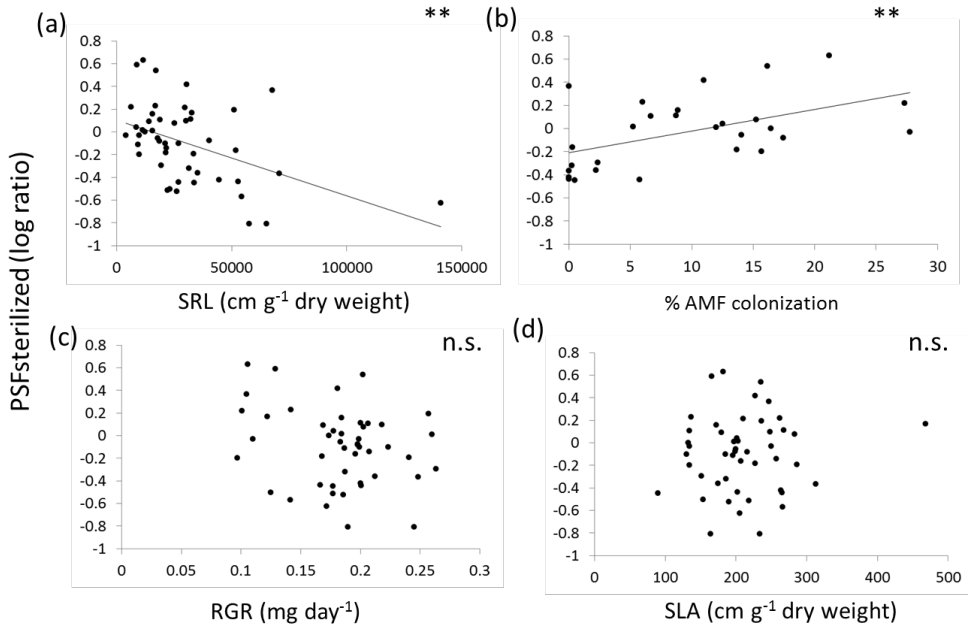 PSFsterilized (log ratio)
(a)
**
0.8
0.6
0.4
0.2
0
-0.2
-0.4
-0.6
-0.8
-1
0 50000 100000 150000
SRL (cm g⁻¹ dry weight)
(b)
**
0.8
0.6
0.4
0.2
0
-0.2
-0.4
-0.6
-0.8
-1
0 5 10 15 20 25 30
% AMF colonization
(c)
n.s.
0.8
0.6
0.4
0.2
0
-0.2
-0.4
-0.6
-0.8
-1
0 0.05 0.1 0.15 0.2 0.25 0.3
RGR (mg day⁻¹)
(d)
n.s.
0.8
0.6
0.4
0.2
0
-0.2
-0.4
-0.6
-0.8
-1
0 100 200 300 400 500
SLA (cm g⁻¹ dry weight)